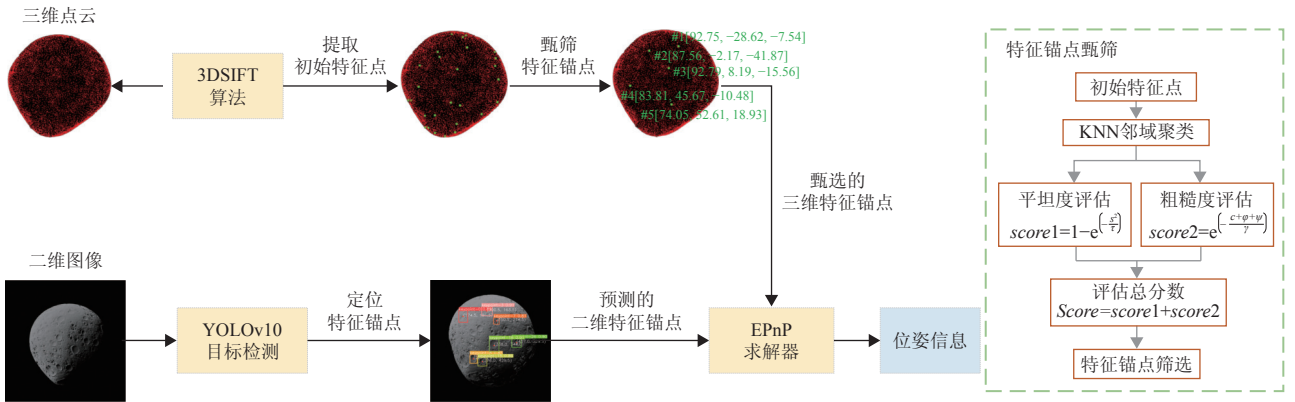 三维点云
3DSIFT
算法
提取
初始特征点
甄筛
特征锚点
#1[92.75, −28.62, −7.54]
#2[87.56, −2.17, −41.87]
#3[92.79, 8.19, −15.56]
#4[83.81, 45.67, −10.48]
#5[74.05, 52.61, 18.93]
甄选的
三维特征锚点
二维图像
YOLOv10
目标检测
定位
特征锚点
预测的
二维特征锚点
EPnP
求解器
位姿信息
特征锚点甄筛
初始特征点
KNN邻域聚类
平坦度评估
score1=1−e^(−s²/τ)
粗糙度评估
score2=e^(−(c+φ+ψ)/γ)
评估总分数
Score=score1+score2
特征锚点筛选